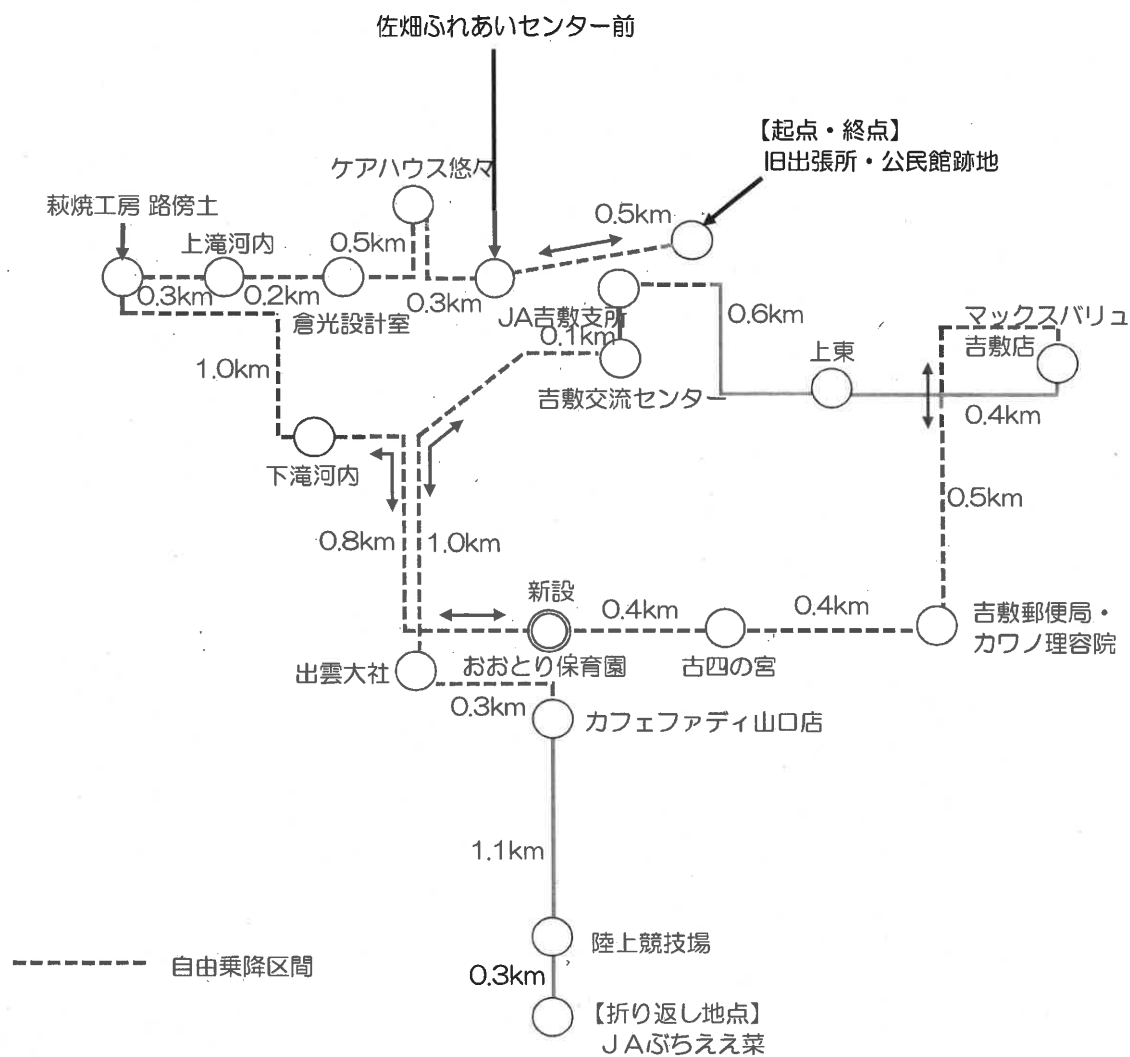 佐畑ふれあいセンター前
【起点・終点】
旧出張所・公民館跡地
ケアハウス悠々
萩焼工房 路傍土
0.5km
上滝河内
0.5km
0.3km
0.2km
0.3km
倉光設計室
JA吉敷支所
0.1km
0.6km
マックスバリュ
吉敷店
上東
1.0km
吉敷交流センター
0.4km
下滝河内
0.5km
0.8km
1.0km
新設
0.4km
0.4km
吉敷郵便局・
カワノ理容院
出雲大社
おおとり保育園
古四の宮
0.3km
カフェファディ山口店
1.1km
陸上競技場
自由乗降区間
0.3km
【折り返し地点】
JAぶちええ菜